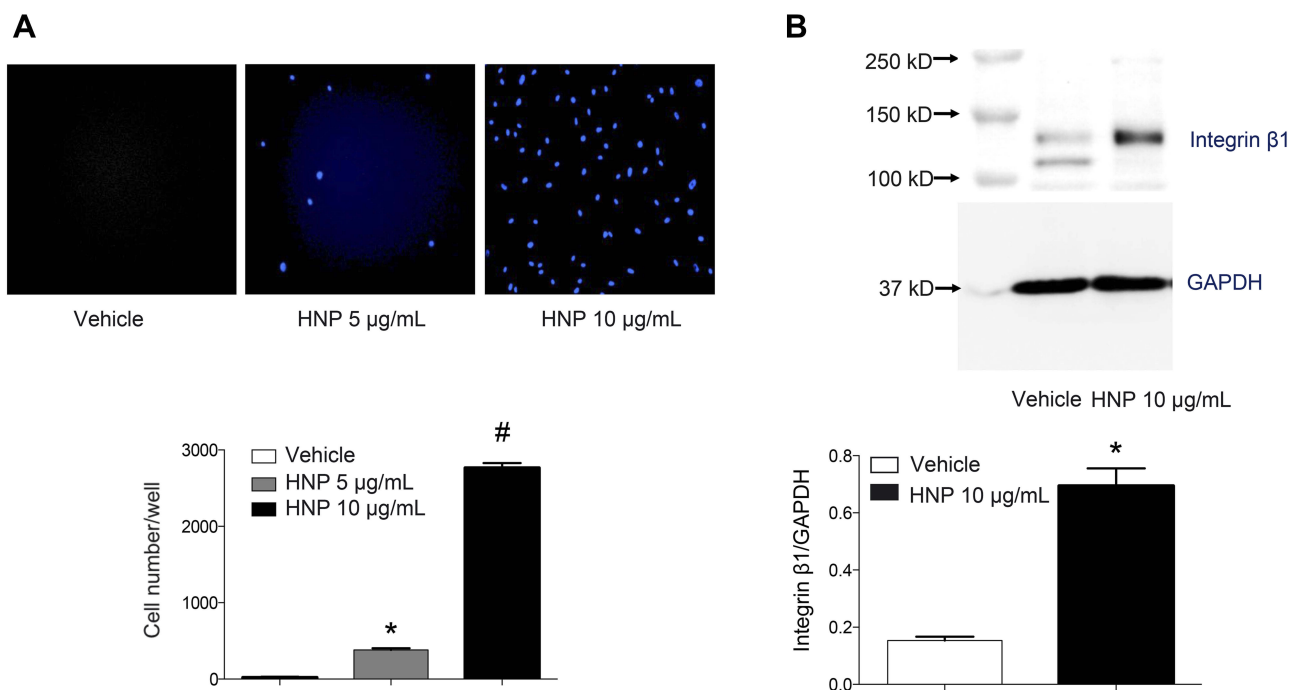 A
Vehicle
HNP 5 µg/mL
HNP 10 µg/mL
3000
2000
1000
0
Cell number/well
Vehicle
HNP 5 µg/mL
HNP 10 µg/mL
*
#
B
250 kD
150 kD
100 kD
37 kD
Integrin β1
GAPDH
Vehicle HNP 10 µg/mL
0.8
0.6
0.4
0.2
0.0
Integrin β1/GAPDH
Vehicle
HNP 10 µg/mL
*